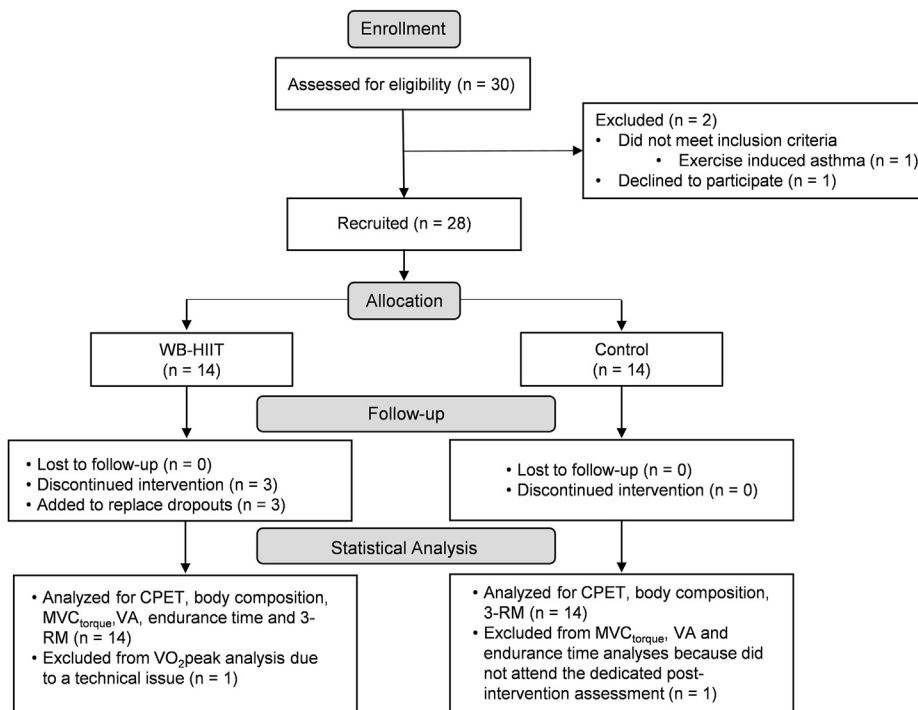 Enrollment
Assessed for eligibility (n = 30)
Excluded (n = 2)
• Did not meet inclusion criteria
• Exercise induced asthma (n = 1)
• Declined to participate (n = 1)
Recruited (n = 28)
Allocation
WB-HIIT
(n = 14)
Control
(n = 14)
Follow-up
• Lost to follow-up (n = 0)
• Discontinued intervention (n = 3)
• Added to replace dropouts (n = 3)
• Lost to follow-up (n = 0)
• Discontinued intervention (n = 0)
Statistical Analysis
• Analyzed for CPET, body composition,
MVCtorque,VA, endurance time and 3-
RM (n = 14)
• Excluded from VO2peak analysis due
to a technical issue (n = 1)
• Analyzed for CPET, body composition,
3-RM (n = 14)
• Excluded from MVCtorque, VA and
endurance time analyses because did
not attend the dedicated post-
intervention assessment (n = 1)